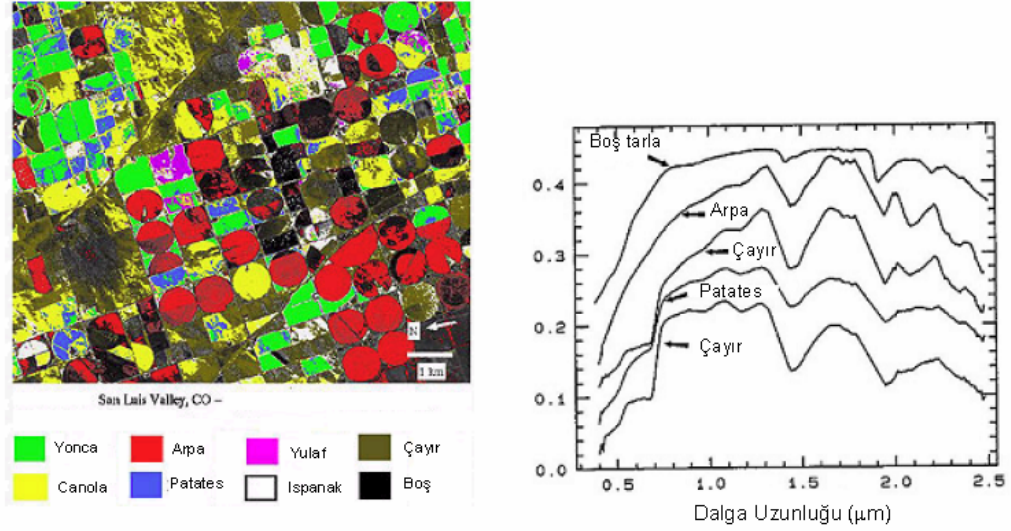 N
1 km
San Luis Valley, CO –
Yonca Arpa Yulaf Çayır
Canola Patates Ispanak Boş
Boş tarla
Arpa
Çayır
Patates
Çayır
0.4
0.3
0.2
0.1
0.0
0.5 1.0 1.5 2.0 2.5
Dalga Uzunluğu (μm)